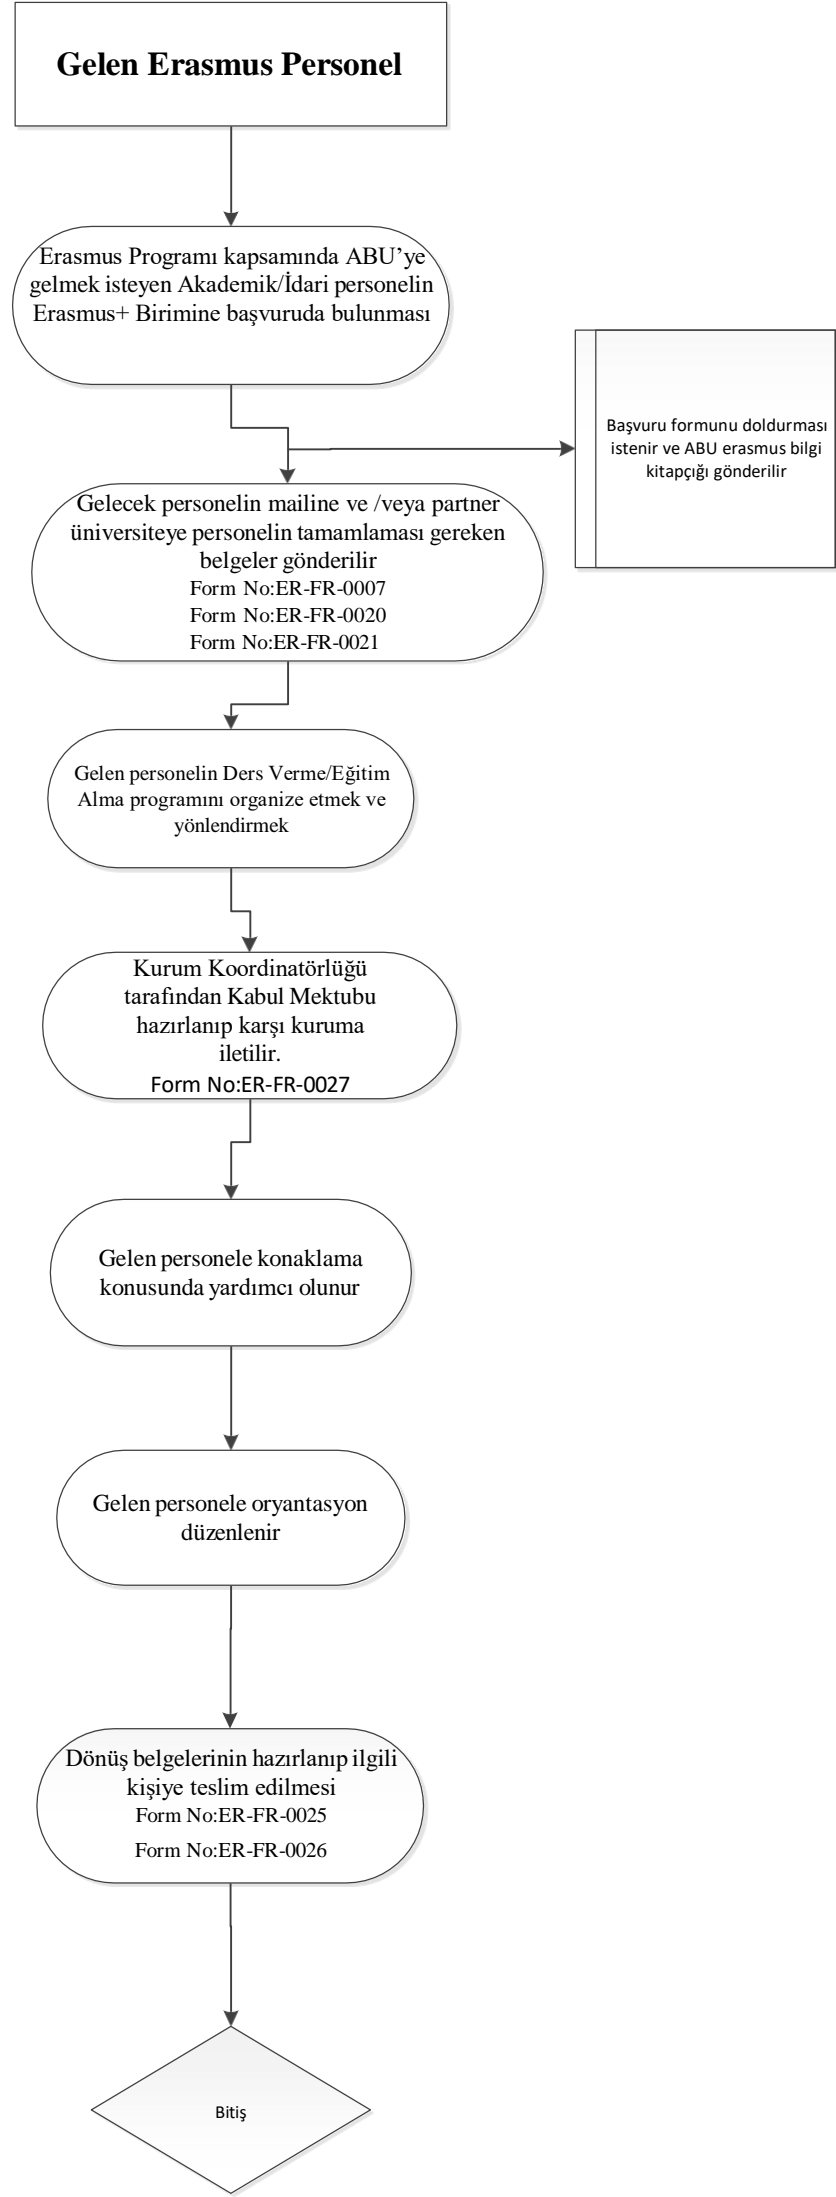 Gelen Erasmus Personel
Erasmus Programı kapsamında ABU’ye
gelmek isteyen Akademik/İdari personelin
Erasmus+ Birimine başvuruda bulunması
Başvuru formunu doldurması
istenir ve ABU erasmus bilgi
kitapçığı gönderilir
Gelecek personelin mailine ve /veya partner
üniversiteye personelin tamamlaması gereken
belgeler gönderilir
Form No:ER-FR-0007
Form No:ER-FR-0020
Form No:ER-FR-0021
Gelen personelin Ders Verme/Eğitim
Alma programını organize etmek ve
yönlendirmek
Kurum Koordinatörlüğü
tarafından Kabul Mektubu
hazırlanıp karşı kuruma
iletilir.
Form No:ER-FR-0027
Gelen personele konaklama
konusunda yardımcı olunur
Gelen personele oryantasyon
düzenlenir
Dönüş belgelerinin hazırlanıp ilgili
kişiye teslim edilmesi
Form No:ER-FR-0025
Form No:ER-FR-0026
Bitiş